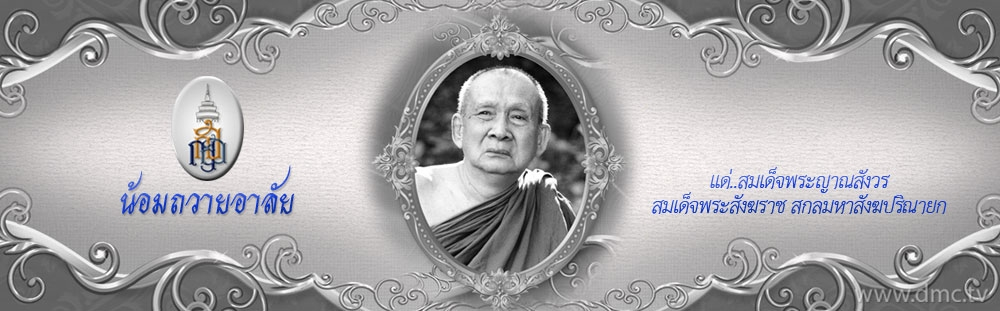 น้อมถวายอาลัย
แด่..สมเด็จพระญาณสังวร
สมเด็จพระสังฆราช สกลมหาสังฆปริณายก
www.dmc.tv